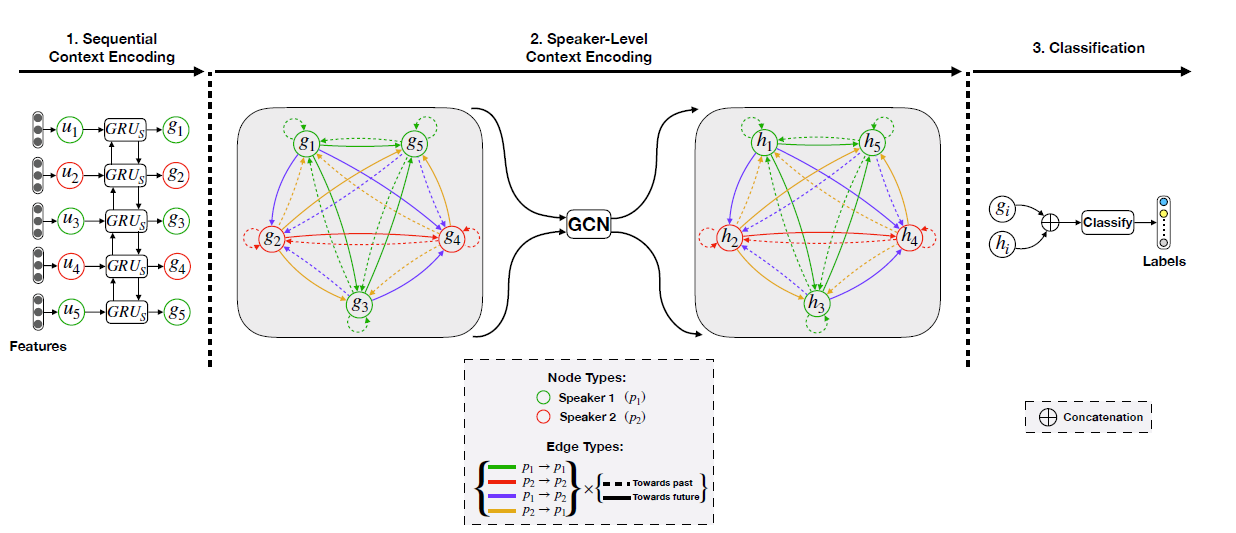 1. Sequential
Context Encoding
2. Speaker-Level
Context Encoding
3. Classification
u1 GRUS g1
u2 GRUS g2
u3 GRUS g3
u4 GRUS g4
u5 GRUS g5
Features
g1 g5
g2 g4
g3
GCN
h1 h5
h2 h4
h3
gi
hi
Classify
Labels
Node Types:
Speaker 1 (p1)
Speaker 2 (p2)
Edge Types:
p1 → p1
p2 → p2
p1 → p2
p2 → p1
×
Towards past
Towards future
⊕ Concatenation